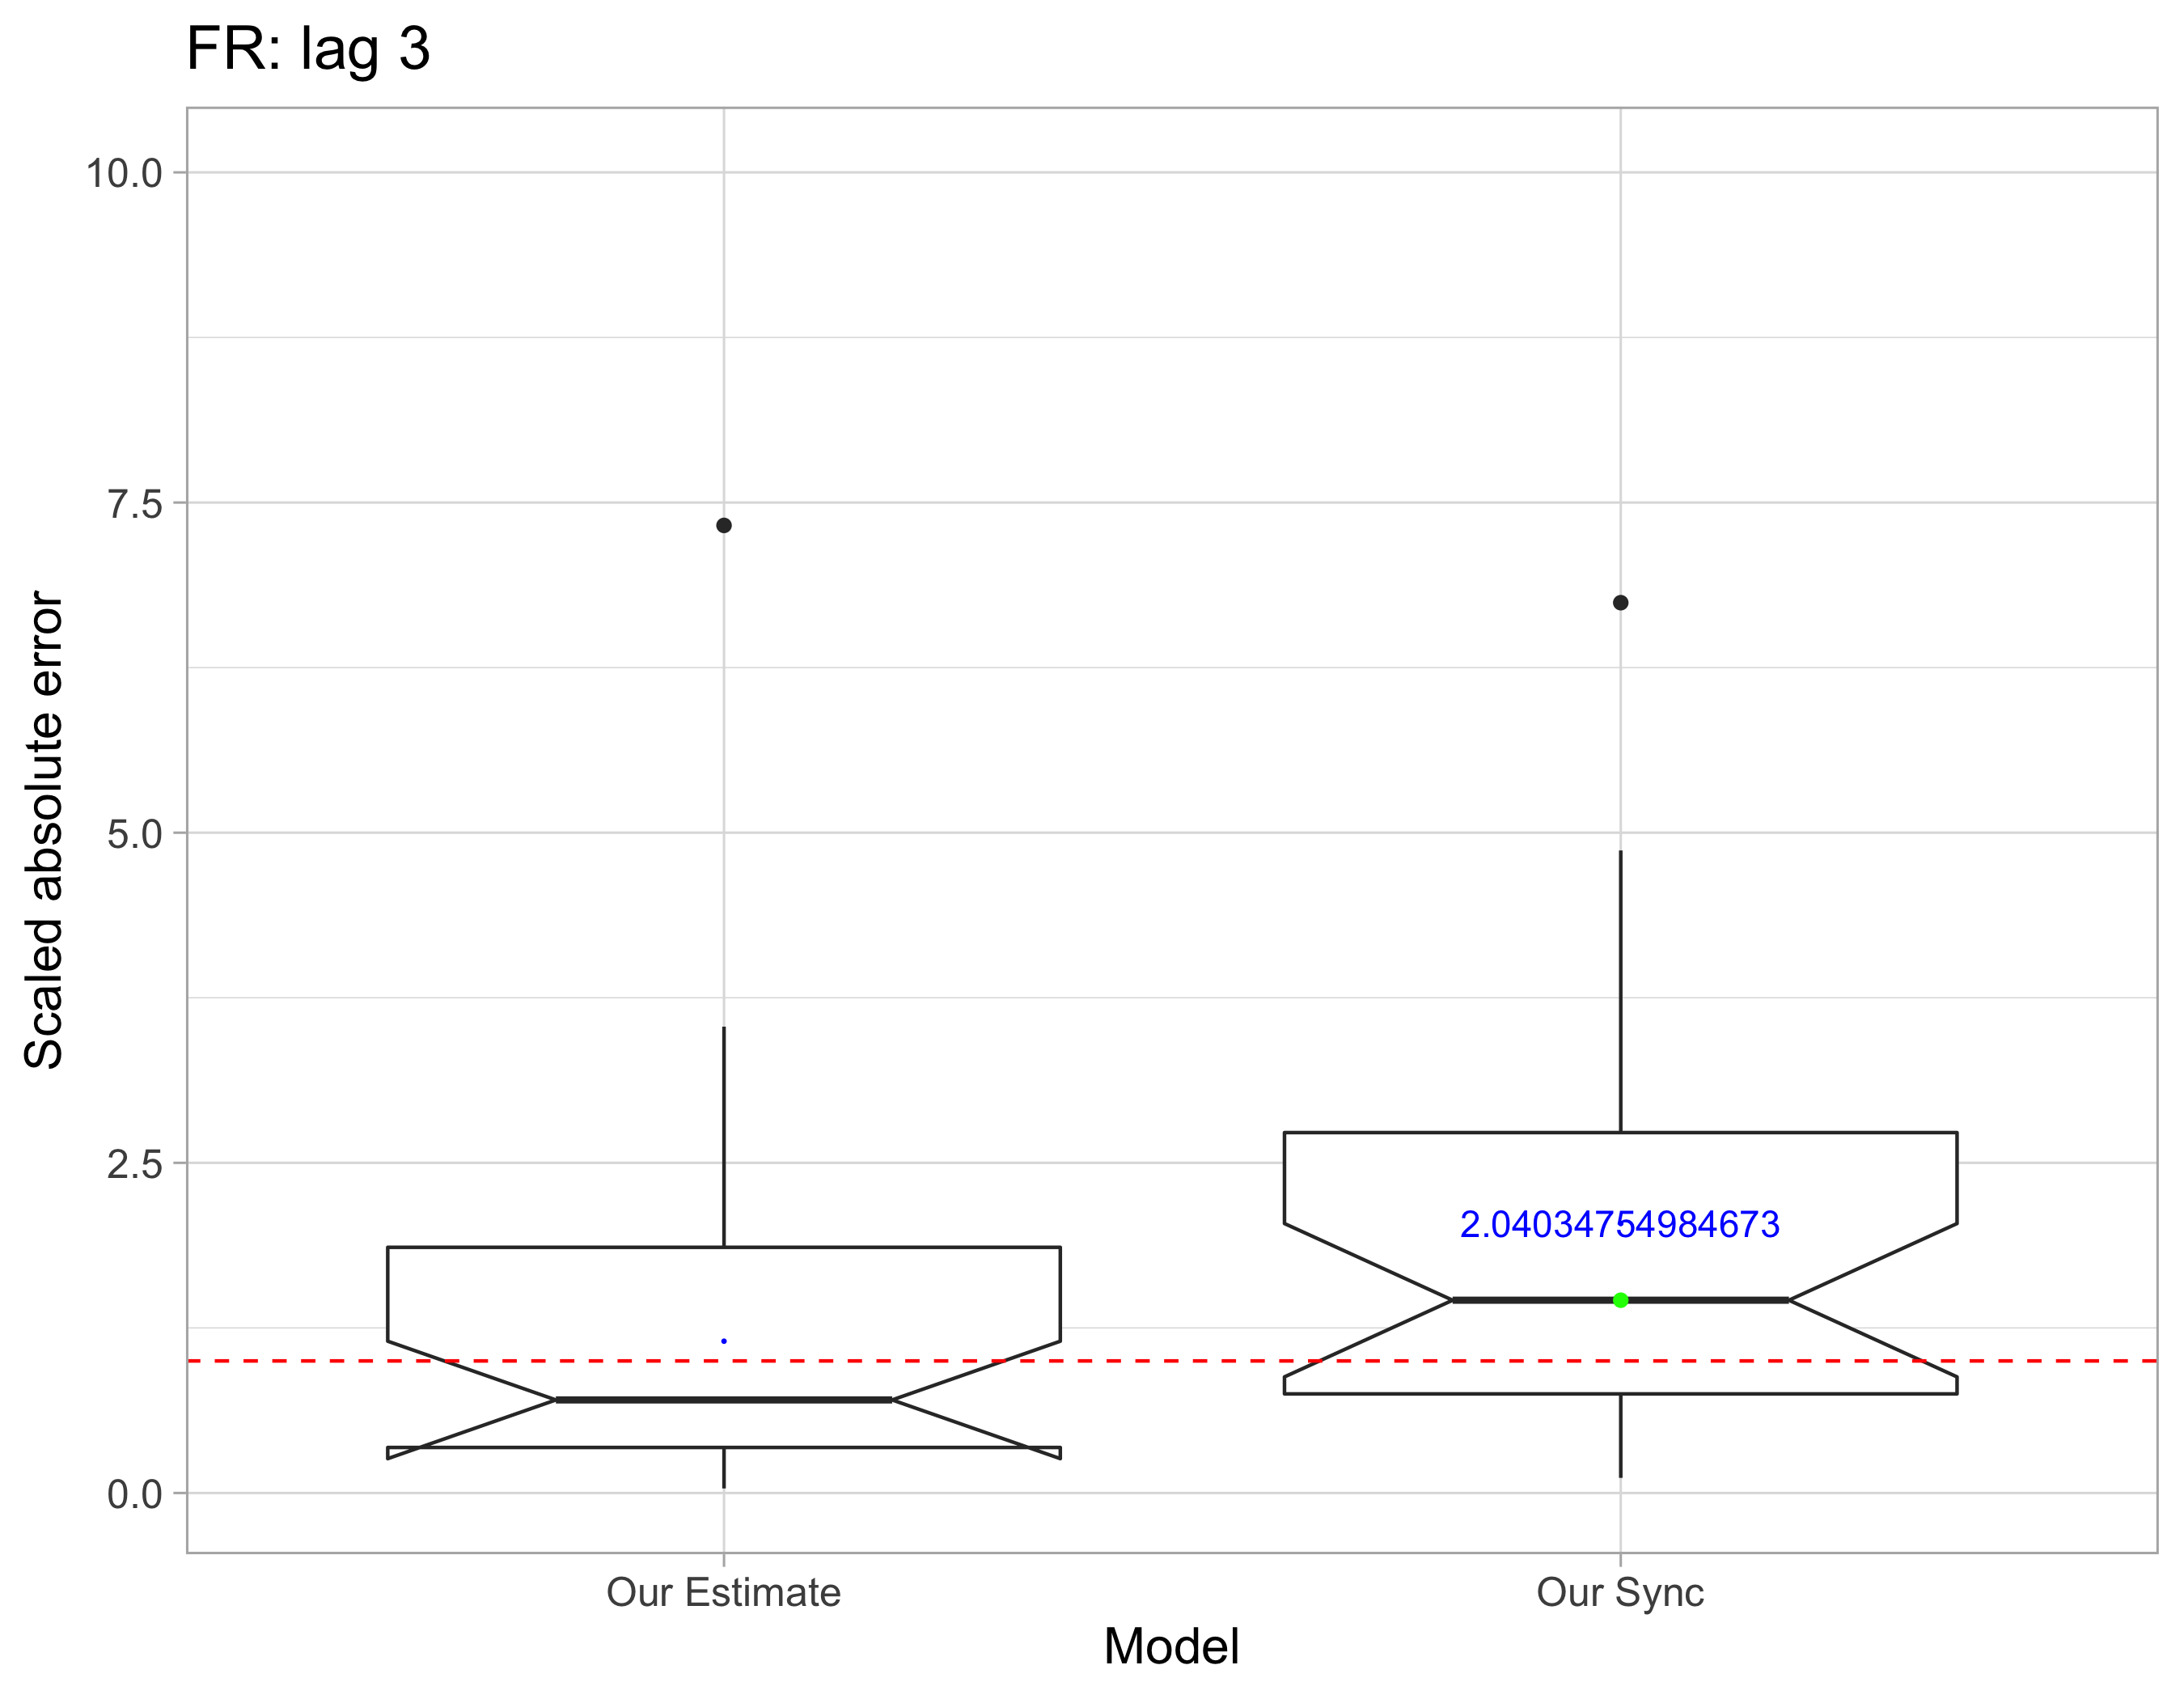 FR: lag 3
10.0
7.5
5.0
2.5
0.0
Scaled absolute error
2.04034754984673
Our Estimate
Our Sync
Model